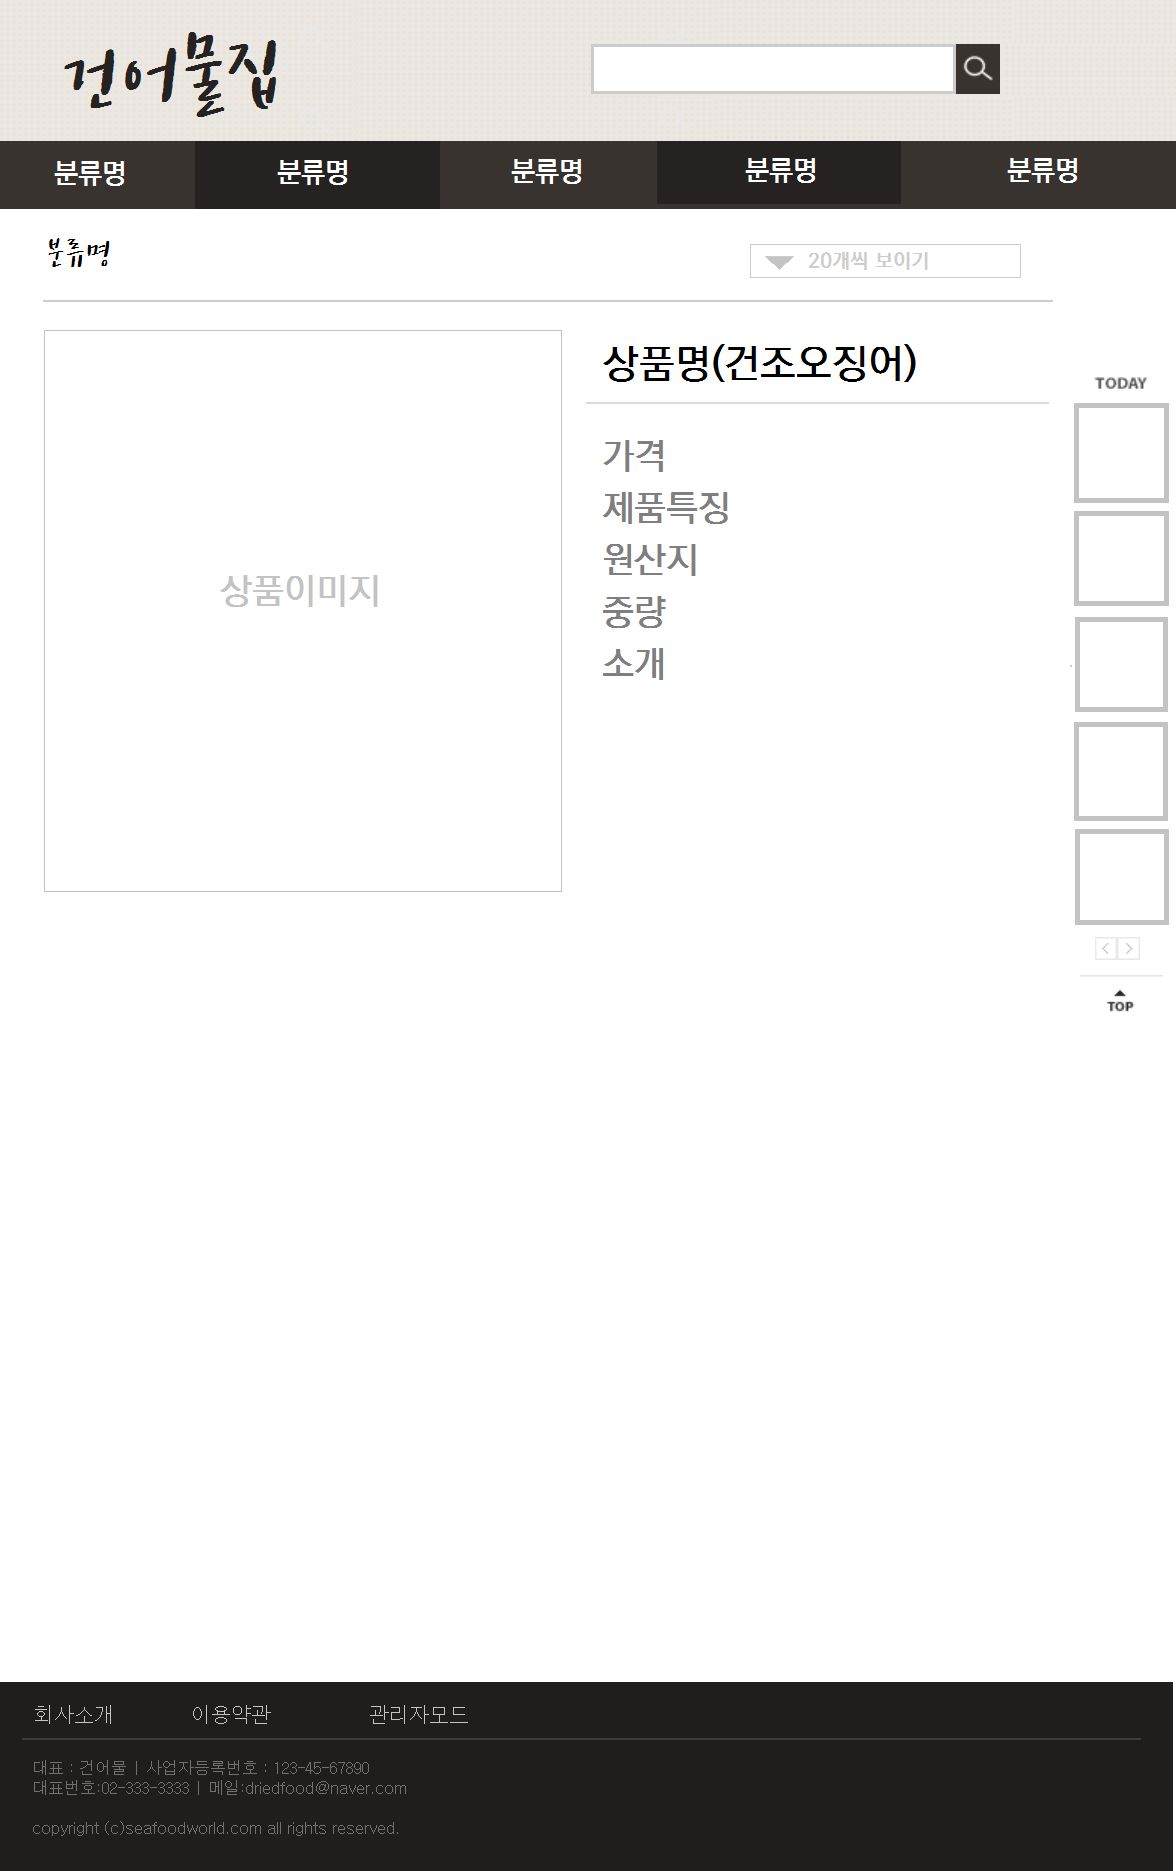 건어물집
분류명 분류명 분류명 분류명 분류명
분류명
20개씩 보이기
상품명(건조오징어)
TODAY
가격
제품특징
원산지
중량
소개
상품이미지
TOP
회사소개 이용약관 관리자모드
대표 : 건어물 | 사업자등록번호 : 123-45-67890
대표번호:02-333-3333 | 메일:driedfood@naver.com
copyright (c)seafoodworld.com all rights reserved.